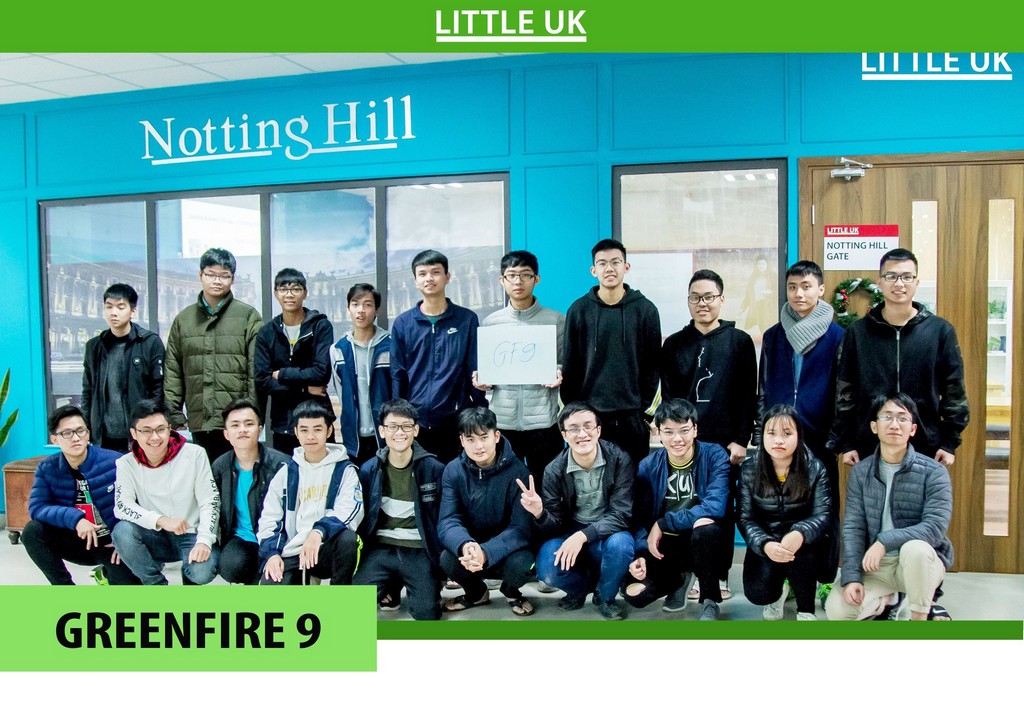 LITTLE UK
LITTLE UK
Notting Hill
LITTLE UK
NOTTING HILL
GATE
GF9
GREENFIRE 9